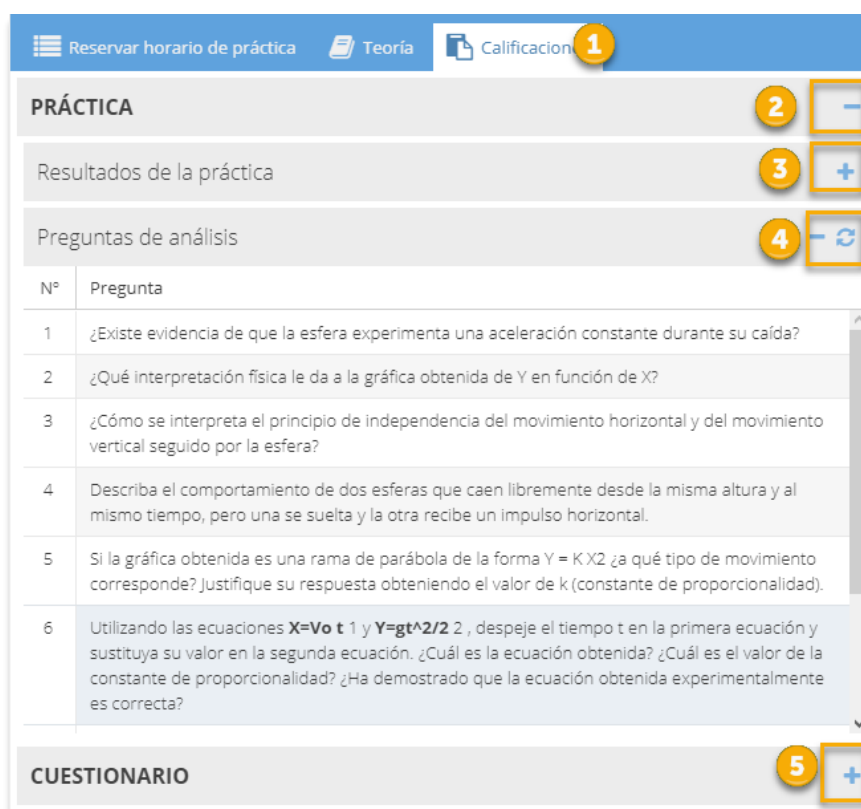 Reservar horario de práctica Teoría Calificacion 1
PRÁCTICA 2
Resultados de la práctica 3
Preguntas de análisis 4
Nº Pregunta
1 ¿Existe evidencia de que la esfera experimenta una aceleración constante durante su caída?
2 ¿Qué interpretación física le da a la gráfica obtenida de Y en función de X?
3 ¿Cómo se interpreta el principio de independencia del movimiento horizontal y del movimiento
vertical seguido por la esfera?
4 Describa el comportamiento de dos esferas que caen libremente desde la misma altura y al
mismo tiempo, pero una se suelta y la otra recibe un impulso horizontal.
5 Si la gráfica obtenida es una rama de parábola de la forma Y = K X2 ¿a qué tipo de movimiento
corresponde? Justifique su respuesta obteniendo el valor de k (constante de proporcionalidad).
6 Utilizando las ecuaciones X=Vo t 1 y Y=gt^2/2 2 , despeje el tiempo t en la primera ecuación y
sustituya su valor en la segunda ecuación. ¿Cuál es la ecuación obtenida? ¿Cuál es el valor de la
constante de proporcionalidad? ¿Ha demostrado que la ecuación obtenida experimentalmente
es correcta?
CUESTIONARIO 5